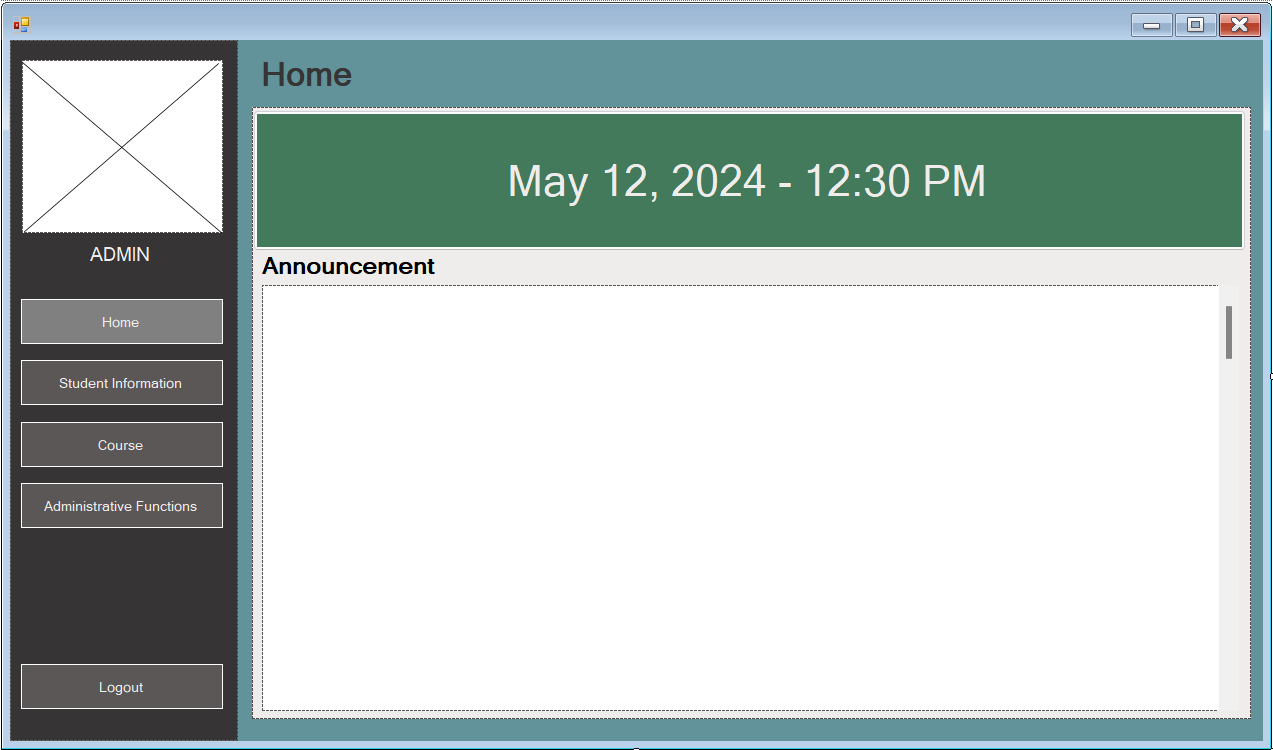 Home
May 12, 2024 - 12:30 PM
ADMIN
Announcement
Home
Student Information
Course
Administrative Functions
Logout